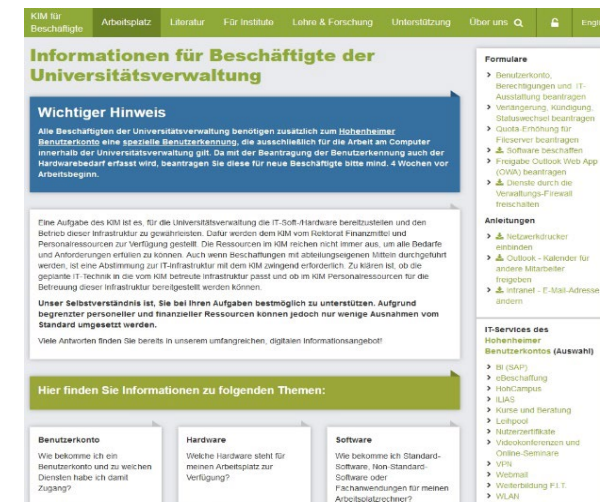 KIM für
Beschäftigte
Arbeitsplatz
Literatur
Für Institute
Lehre & Forschung
Unterstützung
Über uns
Engli
Informationen für Beschäftigte der
Universitätsverwaltung
Wichtiger Hinweis
Alle Beschäftigten der Universitätsverwaltung benötigen zusätzlich zum Hohenheimer
Benutzerkonto eine spezielle Benutzerkennung, die ausschließlich für die Arbeit am Computer
innerhalb der Universitätsverwaltung gilt. Da mit der Beantragung der Benutzerkennung auch der
Hardwarebedarf erfasst wird, beantragen Sie diese für neue Beschäftigte bitte mind. 4 Wochen vor
Arbeitsbeginn.
Eine Aufgabe des KIM ist es, für die Universitätsverwaltung die IT-Soft-/Hardware bereitzustellen und den
Betrieb dieser Infrastruktur zu gewährleisten. Dafür werden dem KIM vom Rektorat Finanzmittel und
Personalressourcen zur Verfügung gestellt. Die Ressourcen im KIM reichen nicht immer aus, um alle Bedarfe
und Anforderungen erfüllen zu können. Auch wenn Beschaffungen mit abteilungseigenen Mitteln durchgeführt
werden, ist eine Abstimmung zur IT-Infrastruktur mit dem KIM zwingend erforderlich. Zu klären ist, ob die
geplante IT-Technik in die vom KIM betreute Infrastruktur passt und ob im KIM Personalressourcen für die
Betreuung dieser Infrastruktur bereitgestellt werden können.
Unser Selbstverständnis ist, Sie bei Ihren Aufgaben bestmöglich zu unterstützen. Aufgrund
begrenzter personeller und finanzieller Ressourcen können jedoch nur wenige Ausnahmen vom
Standard umgesetzt werden.
Viele Antworten finden Sie bereits in unserem umfangreichen, digitalen Informationsangebot!
Hier finden Sie Informationen zu folgenden Themen:
Benutzerkonto
Wie bekomme ich ein
Benutzerkonto und zu welchen
Diensten habe ich damit
Zugang?
Hardware
Welche Hardware steht für
meinen Arbeitsplatz zur
Verfügung?
Software
Wie bekomme ich Standard-
Software, Non-Standard-
Software oder
Fachanwendungen für meinen
Arbeitsplatzrechner?
Formulare
Benutzerkonto,
Berechtigungen und IT-
Ausstattung beantragen
Verlängerung, Kündigung,
Statuswechsel beantragen
Quota-Erhöhung für
Fileserver beantragen
Software beschaffen
Freigabe Outlook Web App
(OWA) beantragen
Dienste durch die
Verwaltungs-Firewall
freischalten
Anleitungen
Netzwerkdrucker
einbinden
Outlook - Kalender für
andere Mitarbeiter
freigeben
Intranet - E-Mail-Adresse
ändern
IT-Services des
Hohenheimer
Benutzerkontos (Auswahl)
BI (SAP)
eBeschaffung
HohCampus
ILIAS
Kurse und Beratung
Leihpool
Nutzerzertifikate
Videokonferenzen und
Online-Seminare
VPN
Webmail
Weiterbildung F.I.T.
WLAN